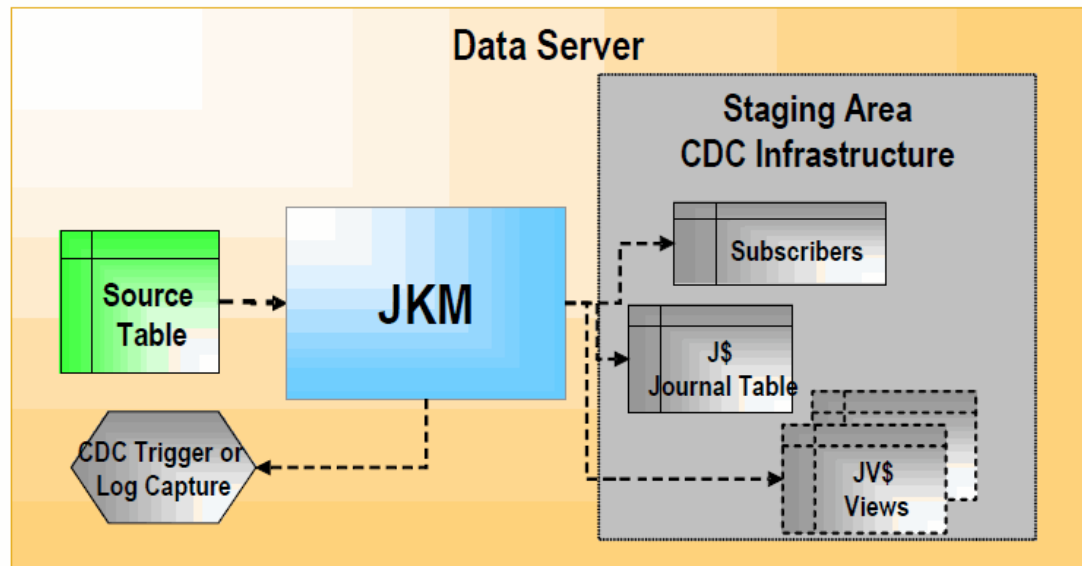 Data Server
Staging Area
CDC Infrastructure
Subscribers
Source
Table
JKM
J$
Journal Table
CDC Trigger or
Log Capture
JV$
Views